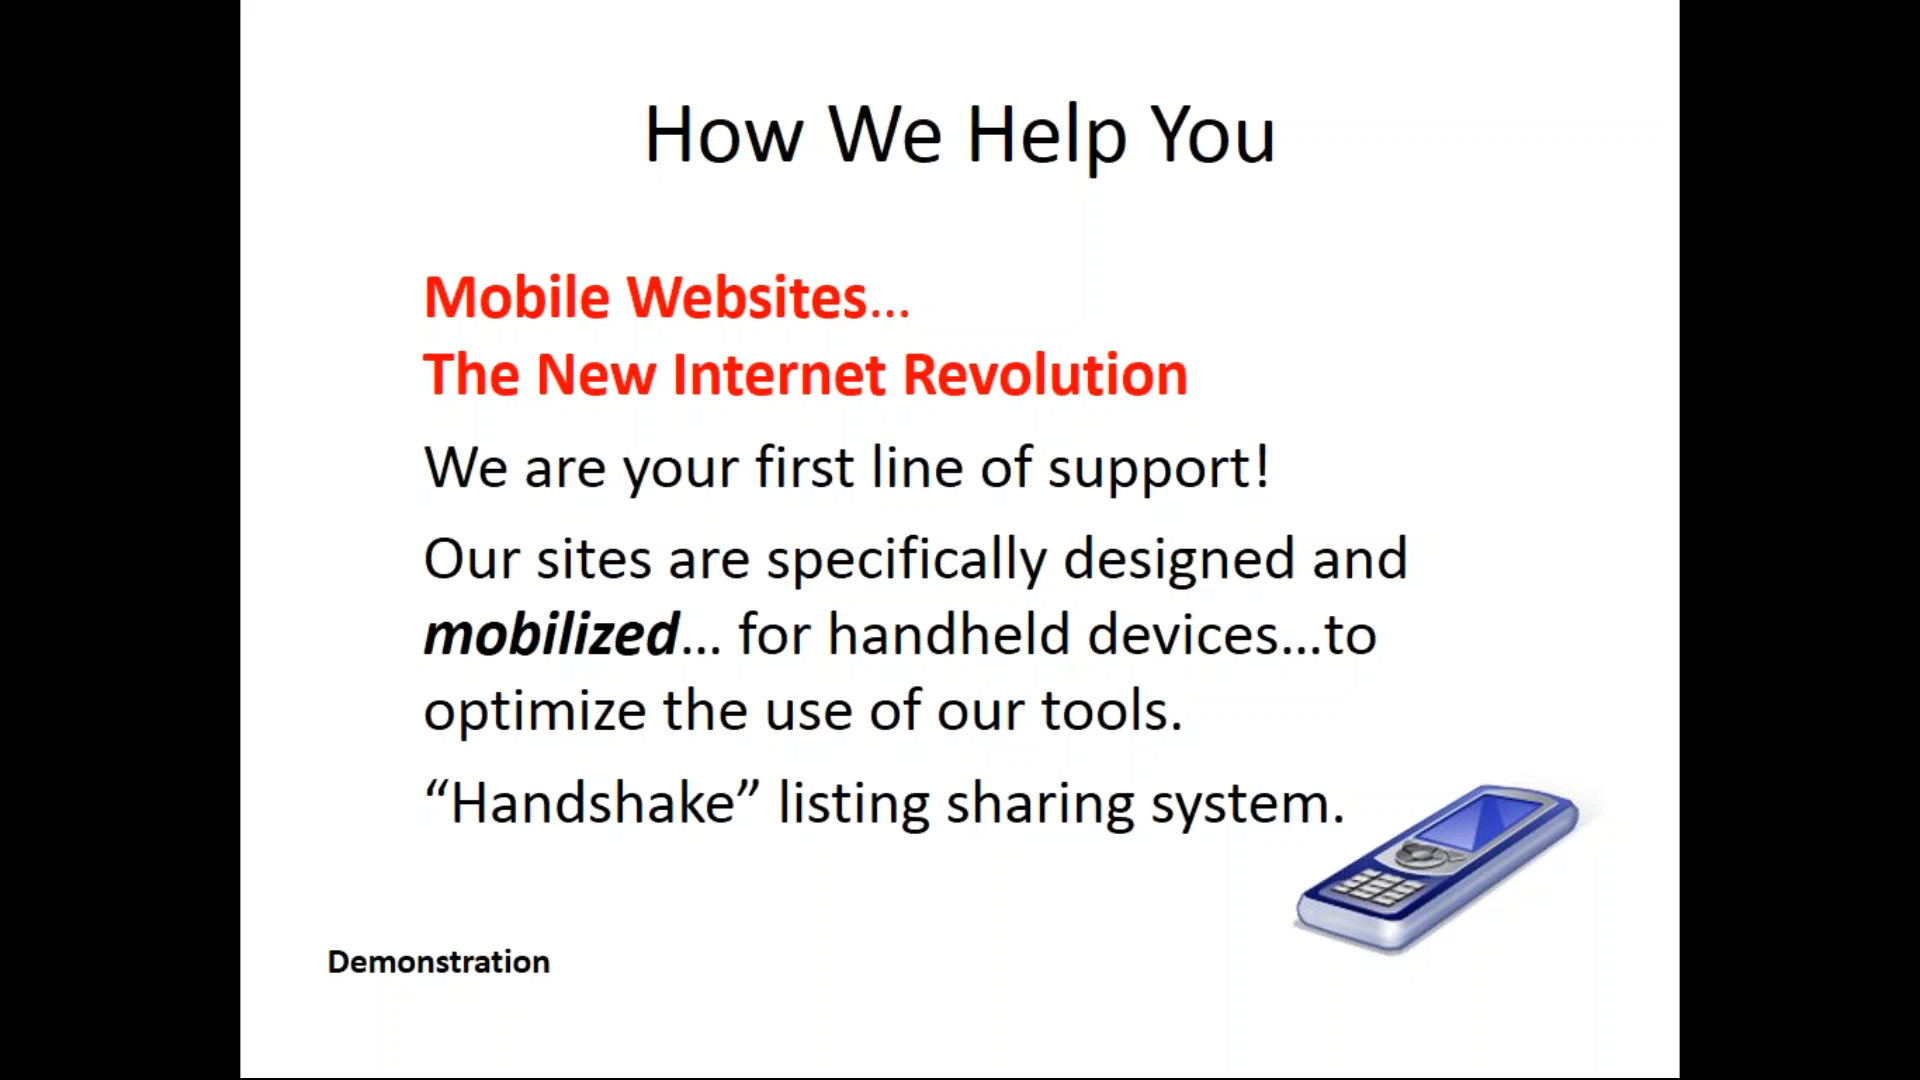 How We Help You
Mobile Websites...
The New Internet Revolution
We are your first line of support!
Our sites are specifically designed and
mobilized... for handheld devices...to
optimize the use of our tools.
“Handshake” listing sharing system.
Demonstration